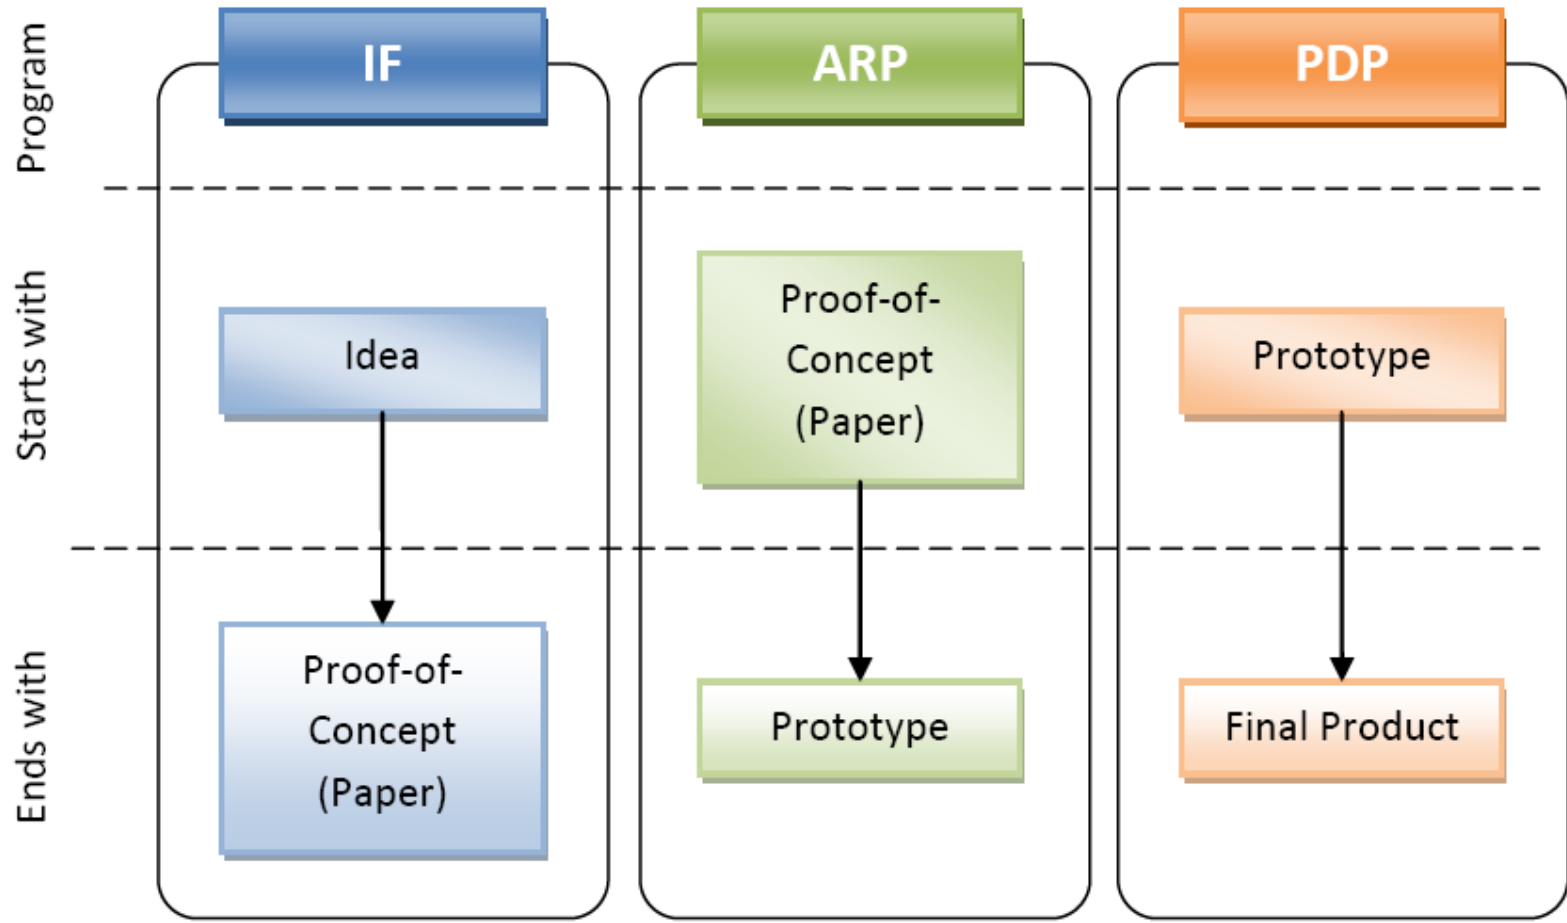 Program
IF
ARP
PDP
Starts with
Idea
Proof-of-
Concept
(Paper)
Prototype
Ends with
Proof-of-
Concept
(Paper)
Prototype
Final Product